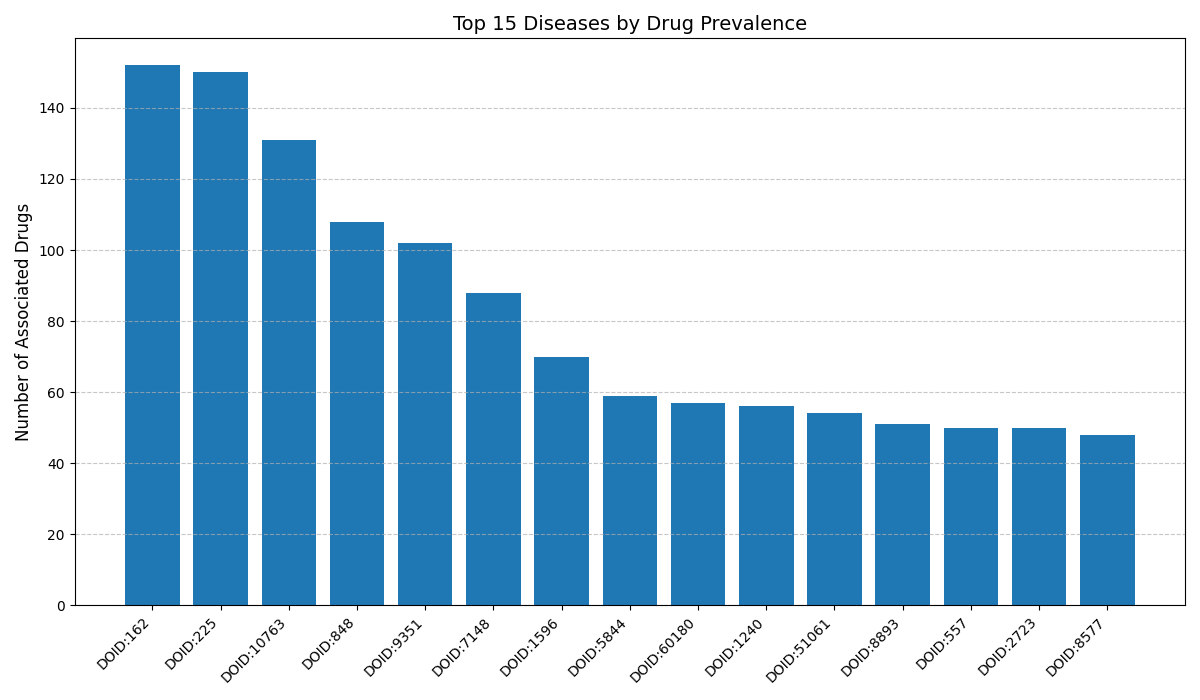 Top 15 Diseases by Drug Prevalence
Number of Associated Drugs
140
120
100
80
60
40
20
0
DOID:162
DOID:225
DOID:10763
DOID:848
DOID:9351
DOID:7148
DOID:1596
DOID:5844
DOID:60180
DOID:1240
DOID:51061
DOID:8893
DOID:557
DOID:2723
DOID:8577